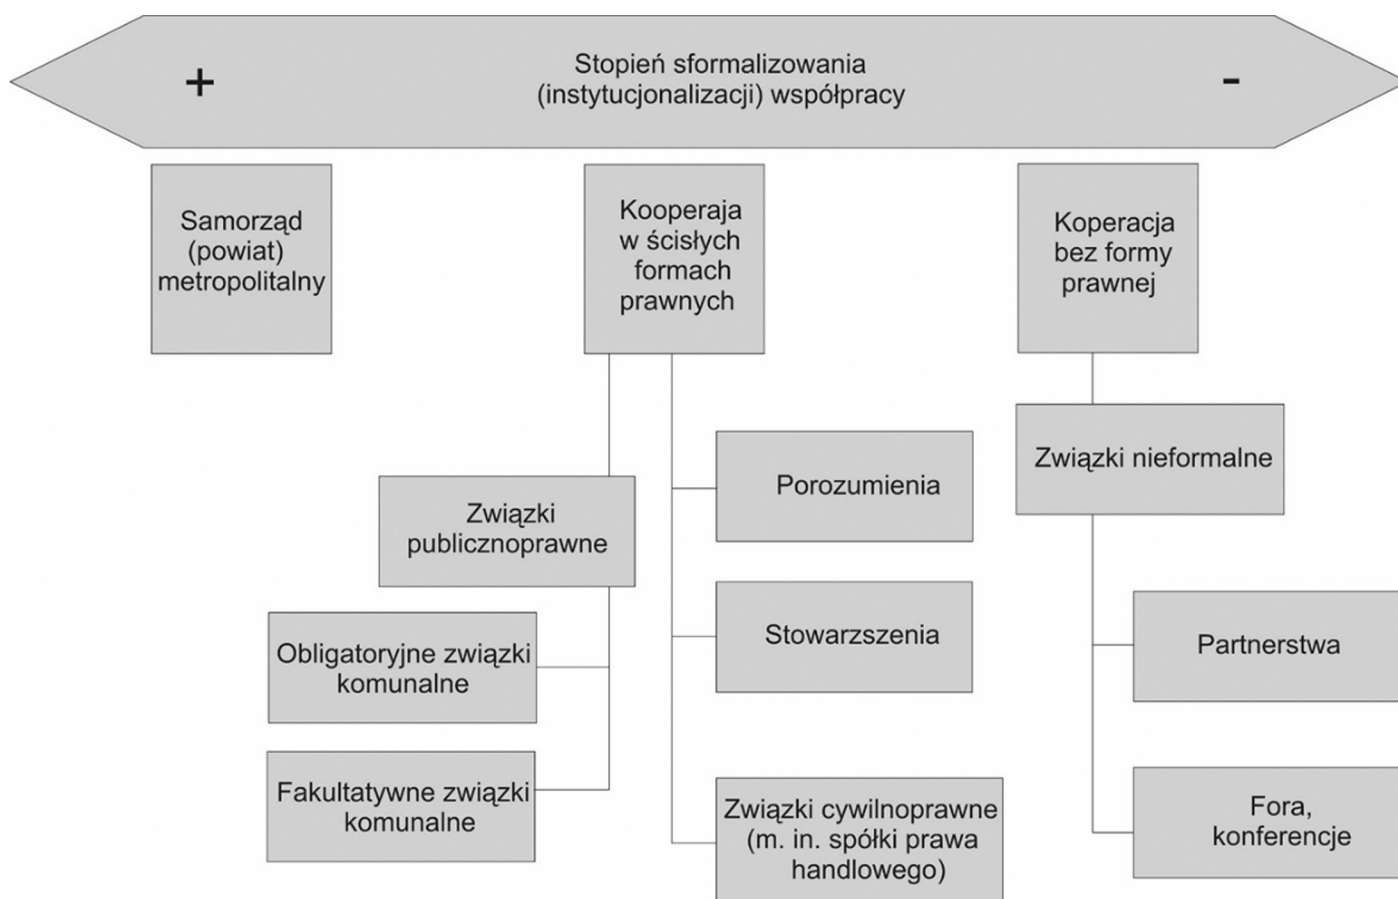 +
Stopień sformalizowania
(instytucjonalizacji) współpracy
-
Samorząd
(powiat)
metropolitalny
Kooperaja
w ścisłych
formach
prawnych
Koperacja
bez formy
prawnej
Związki
publicznoprawne
Obligatoryjne związki
komunalne
Fakultatywne związki
komunalne
Porozumienia
Stowarzszenia
Związki cywilnoprawne
(m. in. spółki prawa
handlowego)
Związki nieformalne
Partnerstwa
Fora,
konferencje